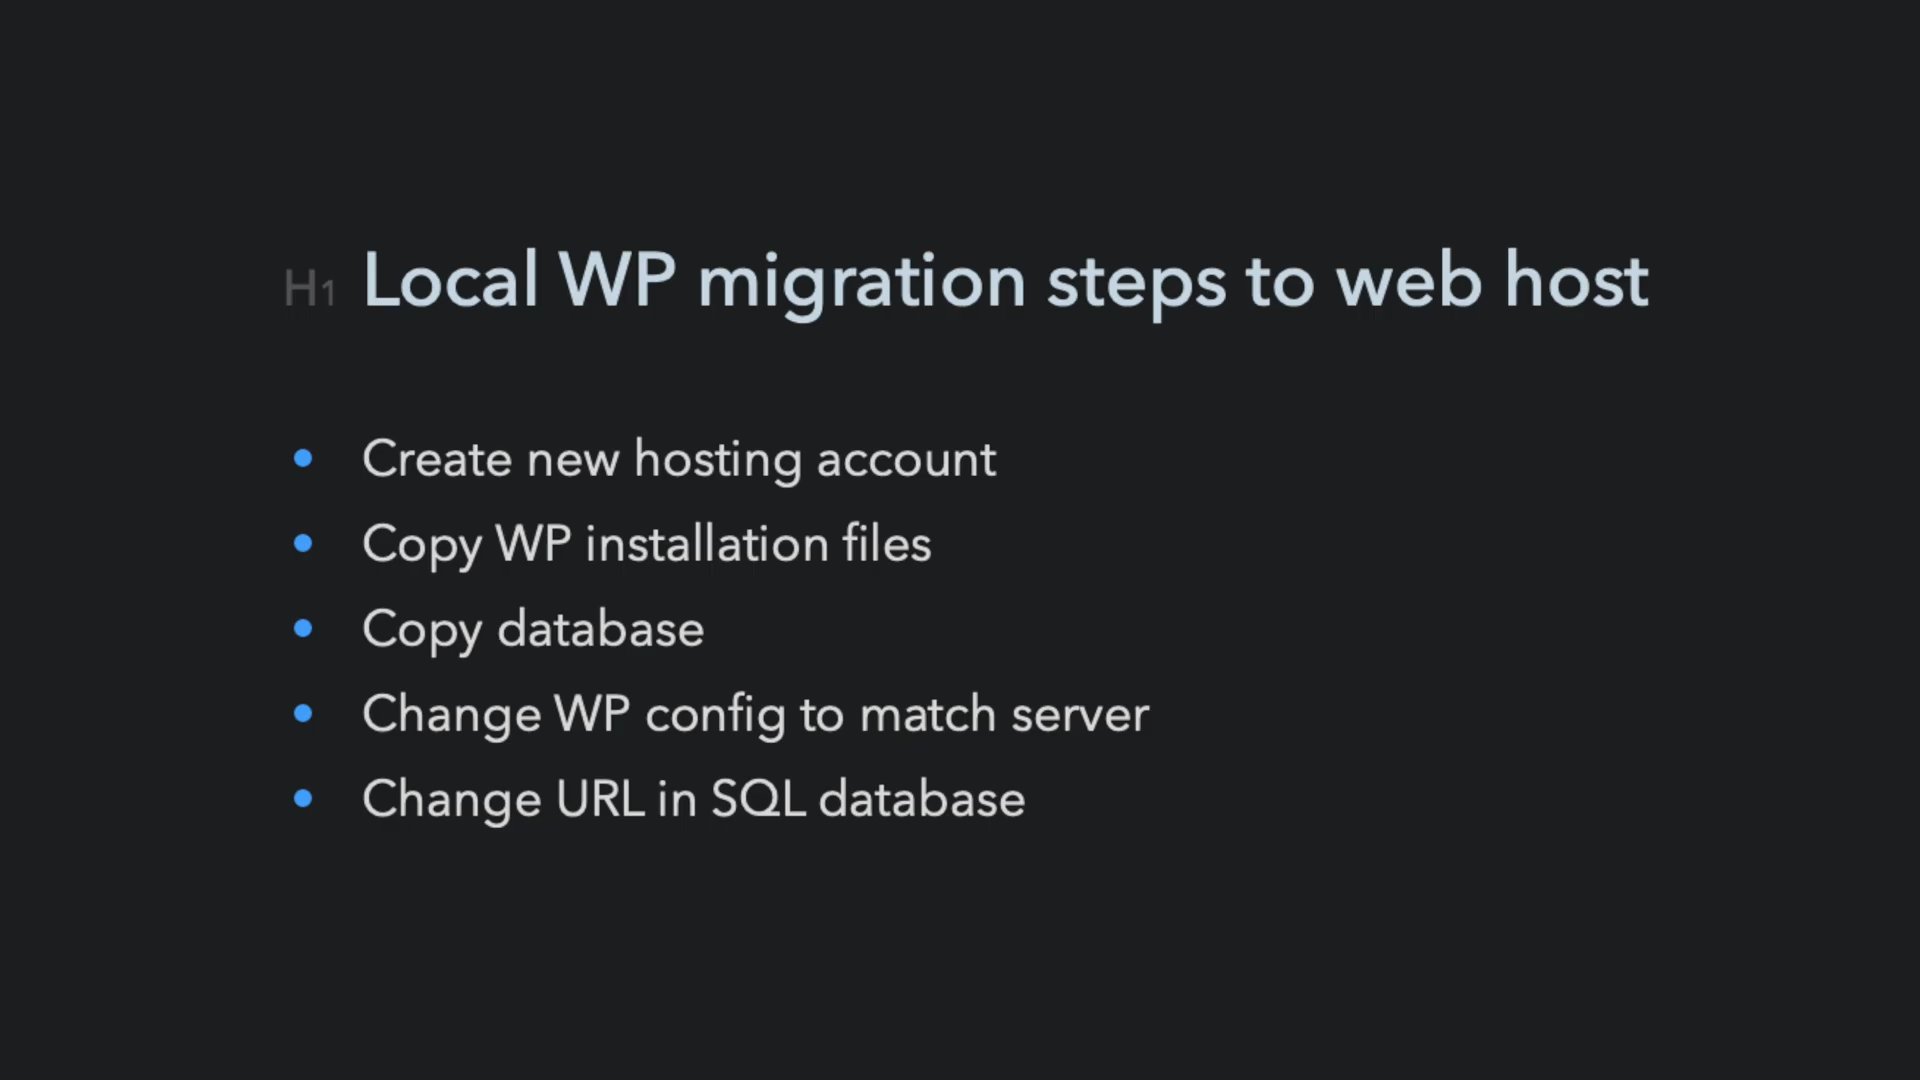 H1 Local WP migration steps to web host
• Create new hosting account
• Copy WP installation files
• Copy database
• Change WP config to match server
• Change URL in SQL database